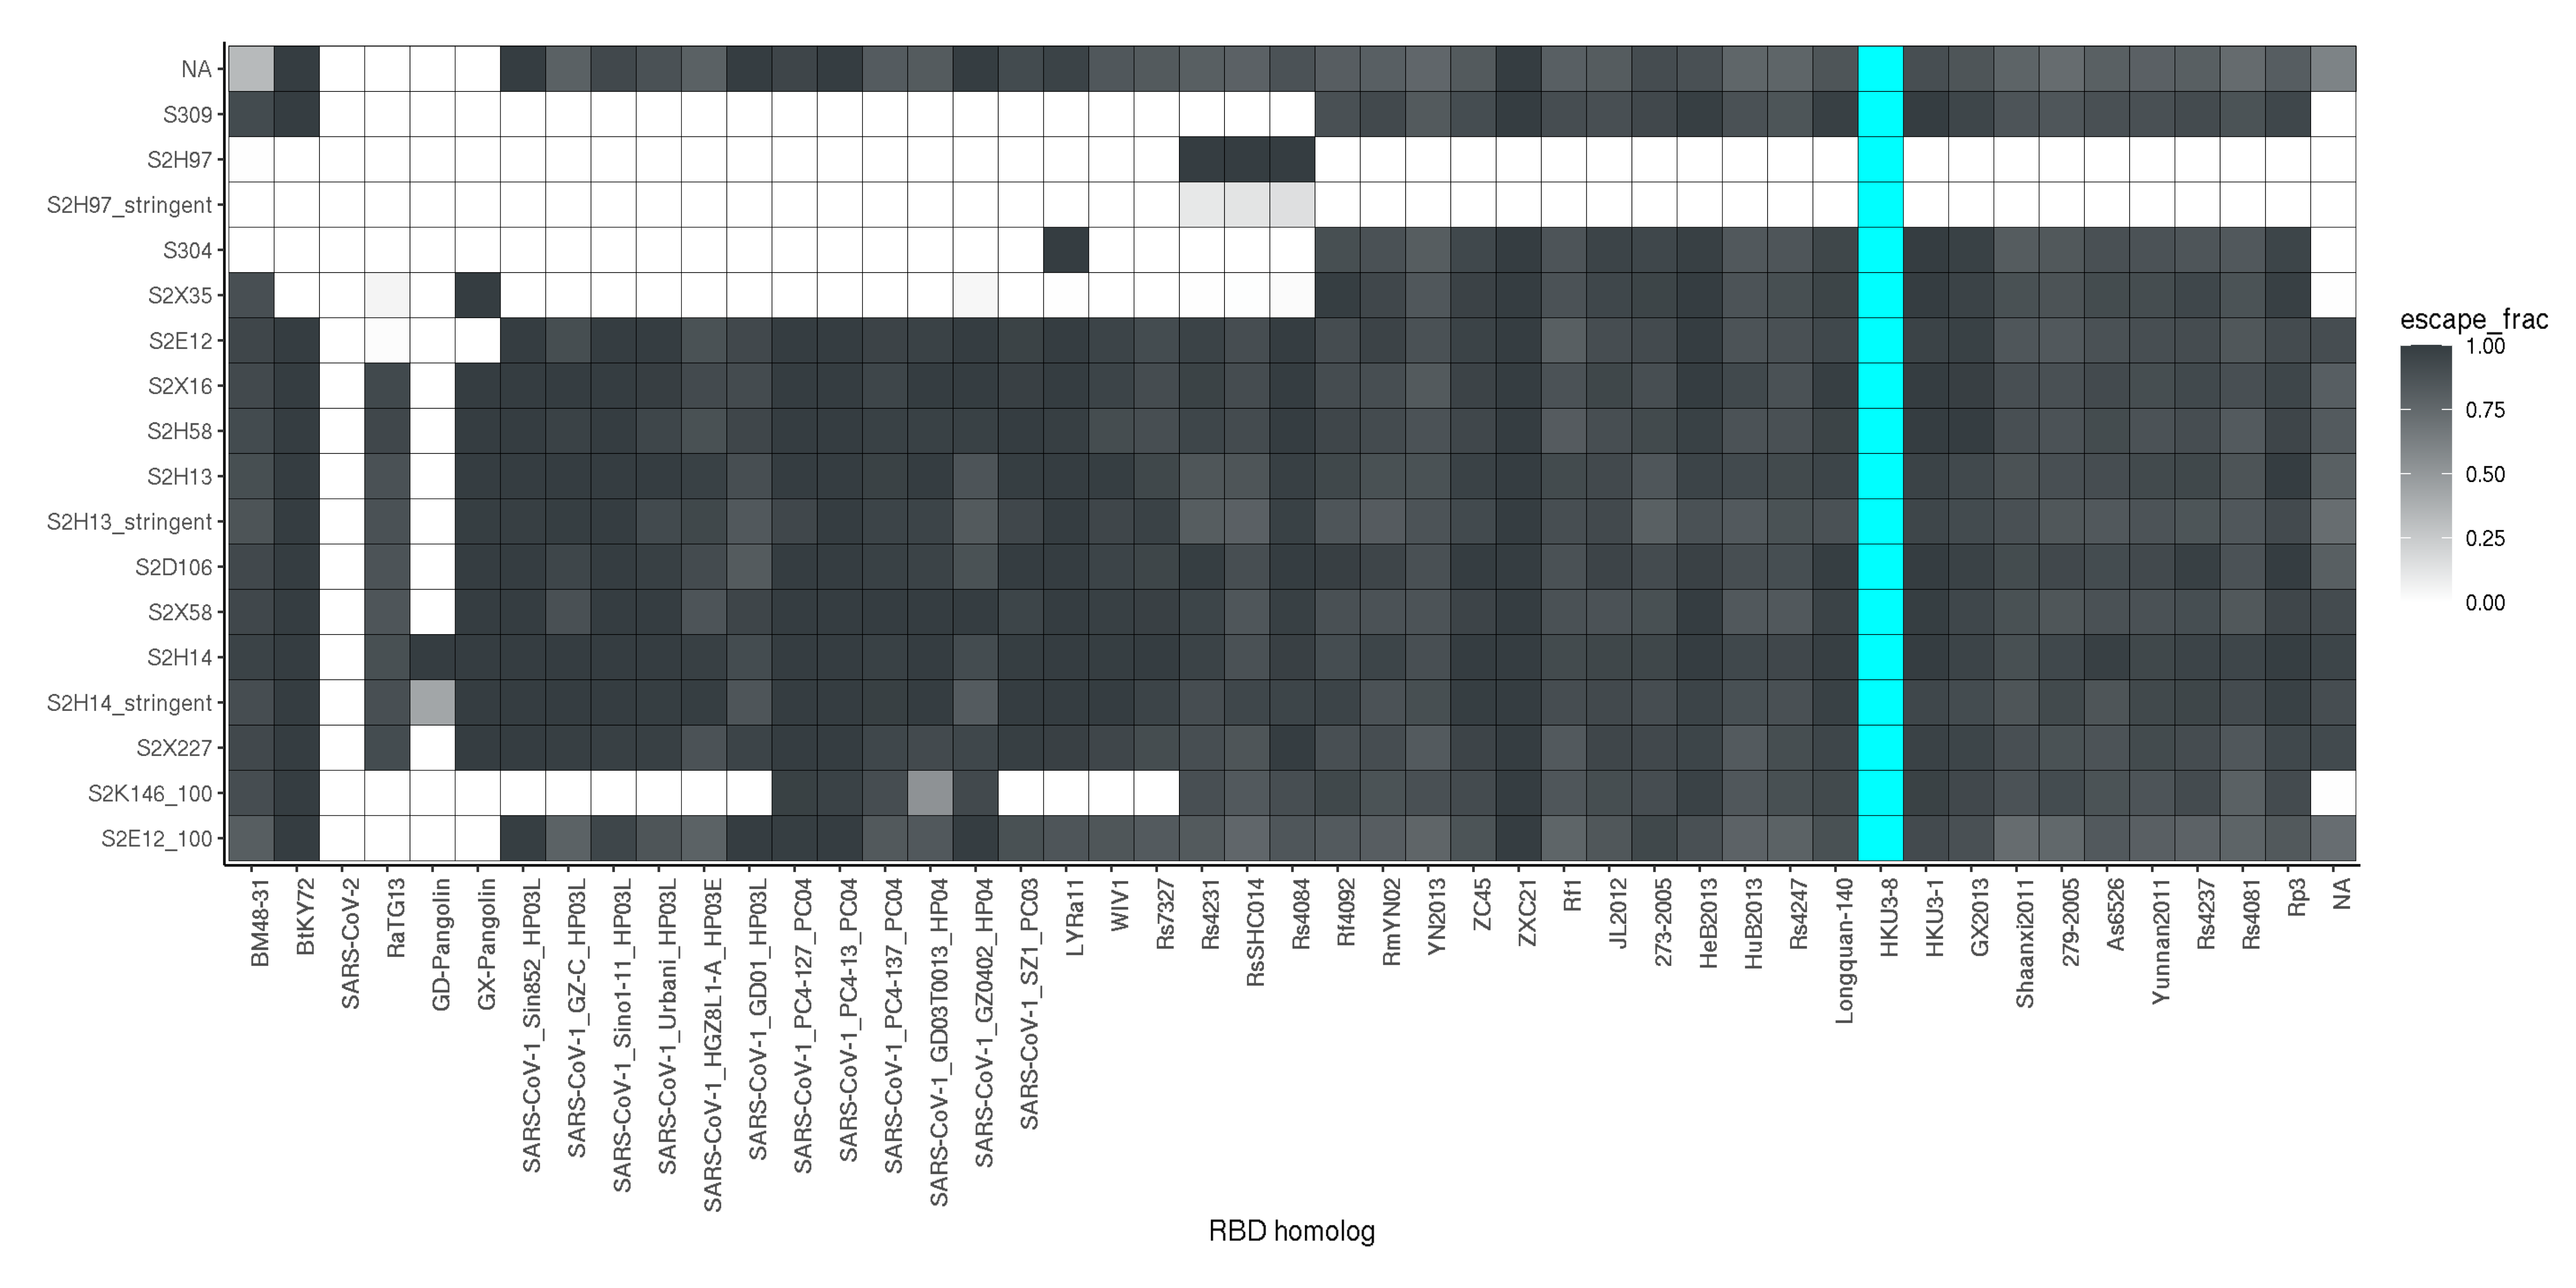 NA
S309
S2H97
S2H97_stringent
S304
S2X35
S2E12
S2X16
S2H58
S2H13
S2H13_stringent
S2D106
S2X58
S2H14
S2H14_stringent
S2X227
S2K146_100
S2E12_100
BM48-31
BtKY72
SARS-CoV-2
RaTG13
GD-Pangolin
GX-Pangolin
SARS-CoV-1_Sin852_HP03L
SARS-CoV-1_GZ-C_HP03L
SARS-CoV-1_Sino1-11_HP03L
SARS-CoV-1_Urbani_HP03L
SARS-CoV-1_HGZ8L1-A_HP03E
SARS-CoV-1_GD01_HP03L
SARS-CoV-1_PC4-127_PC04
SARS-CoV-1_PC4-13_PC04
SARS-CoV-1_PC4-137_PC04
SARS-CoV-1_GD03T0013_HP04
SARS-CoV-1_GZ0402_HP04
SARS-CoV-1_SZ1_PC03
LYRa11
WIV1
Rs7327
Rs4231
RsSHC014
Rs4084
Rf4092
RmYN02
YN2013
ZC45
ZXC21
Rf1
JL2012
273-2005
HeB2013
HuB2013
Rs4247
Longquan-140
HKU3-8
HKU3-1
GX2013
Shaanxi2011
279-2005
As6526
Yunnan2011
Rs4237
Rs4081
Rp3
NA
RBD homolog
escape_frac
1.00
0.75
0.50
0.25
0.00